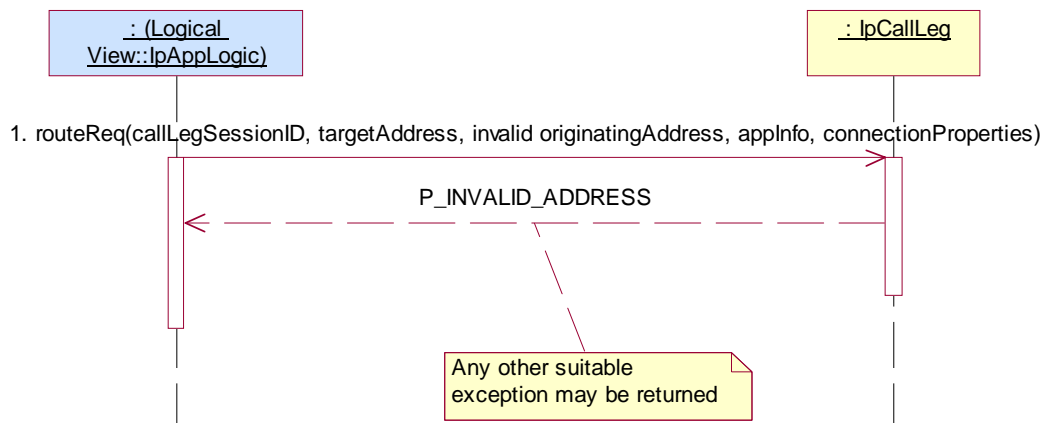 : (Logical
View::IpAppLogic)
: IpCallLeg
1. routeReq(callLegSessionID, targetAddress, invalid originatingAddress, appInfo, connectionProperties)
P_INVALID_ADDRESS
Any other suitable
exception may be returned